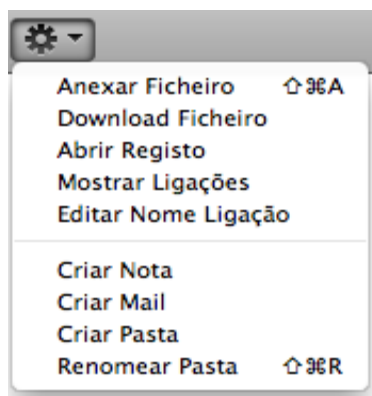 Anexar Ficheiro ⇧⌘A
Download Ficheiro
Abrir Registo
Mostrar Ligações
Editar Nome Ligação
Criar Nota
Criar Mail
Criar Pasta
Renomear Pasta ⇧⌘R